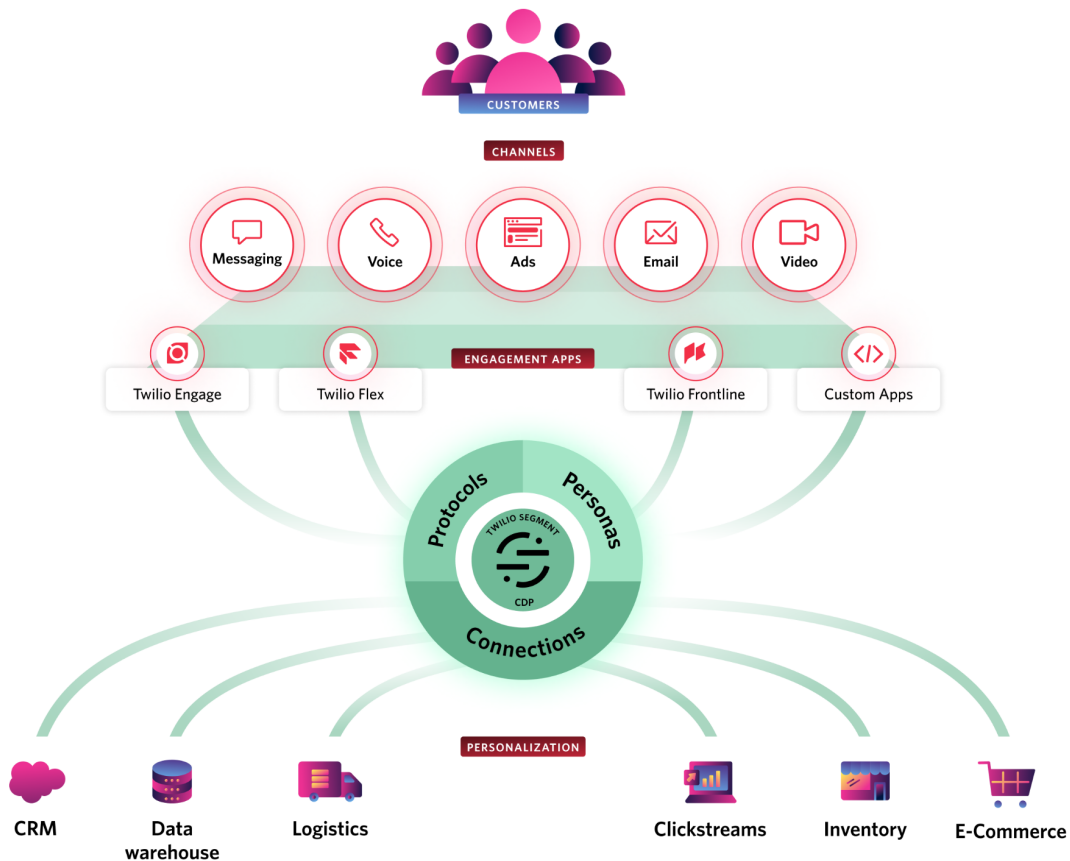 CUSTOMERS
CHANNELS
Messaging
Voice
Ads
Email
Video
ENGAGEMENT APPS
Twilio Engage
Twilio Flex
Twilio Frontline
Custom Apps
Protocols
Personas
TWILIO SEGMENT
CDP
Connections
PERSONALIZATION
CRM
Data
warehouse
Logistics
Clickstreams
Inventory
E-Commerce